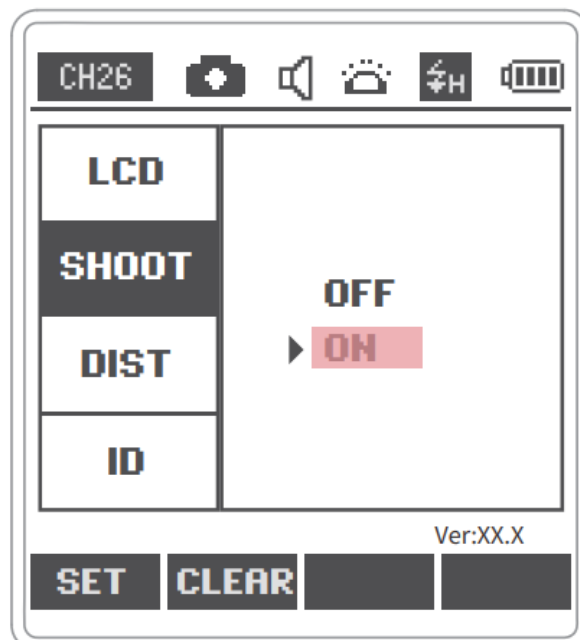 CH26 H
LCD
SHOOT
OFF
ON
DIST
ID
Ver:XX.X
SET CLEAR